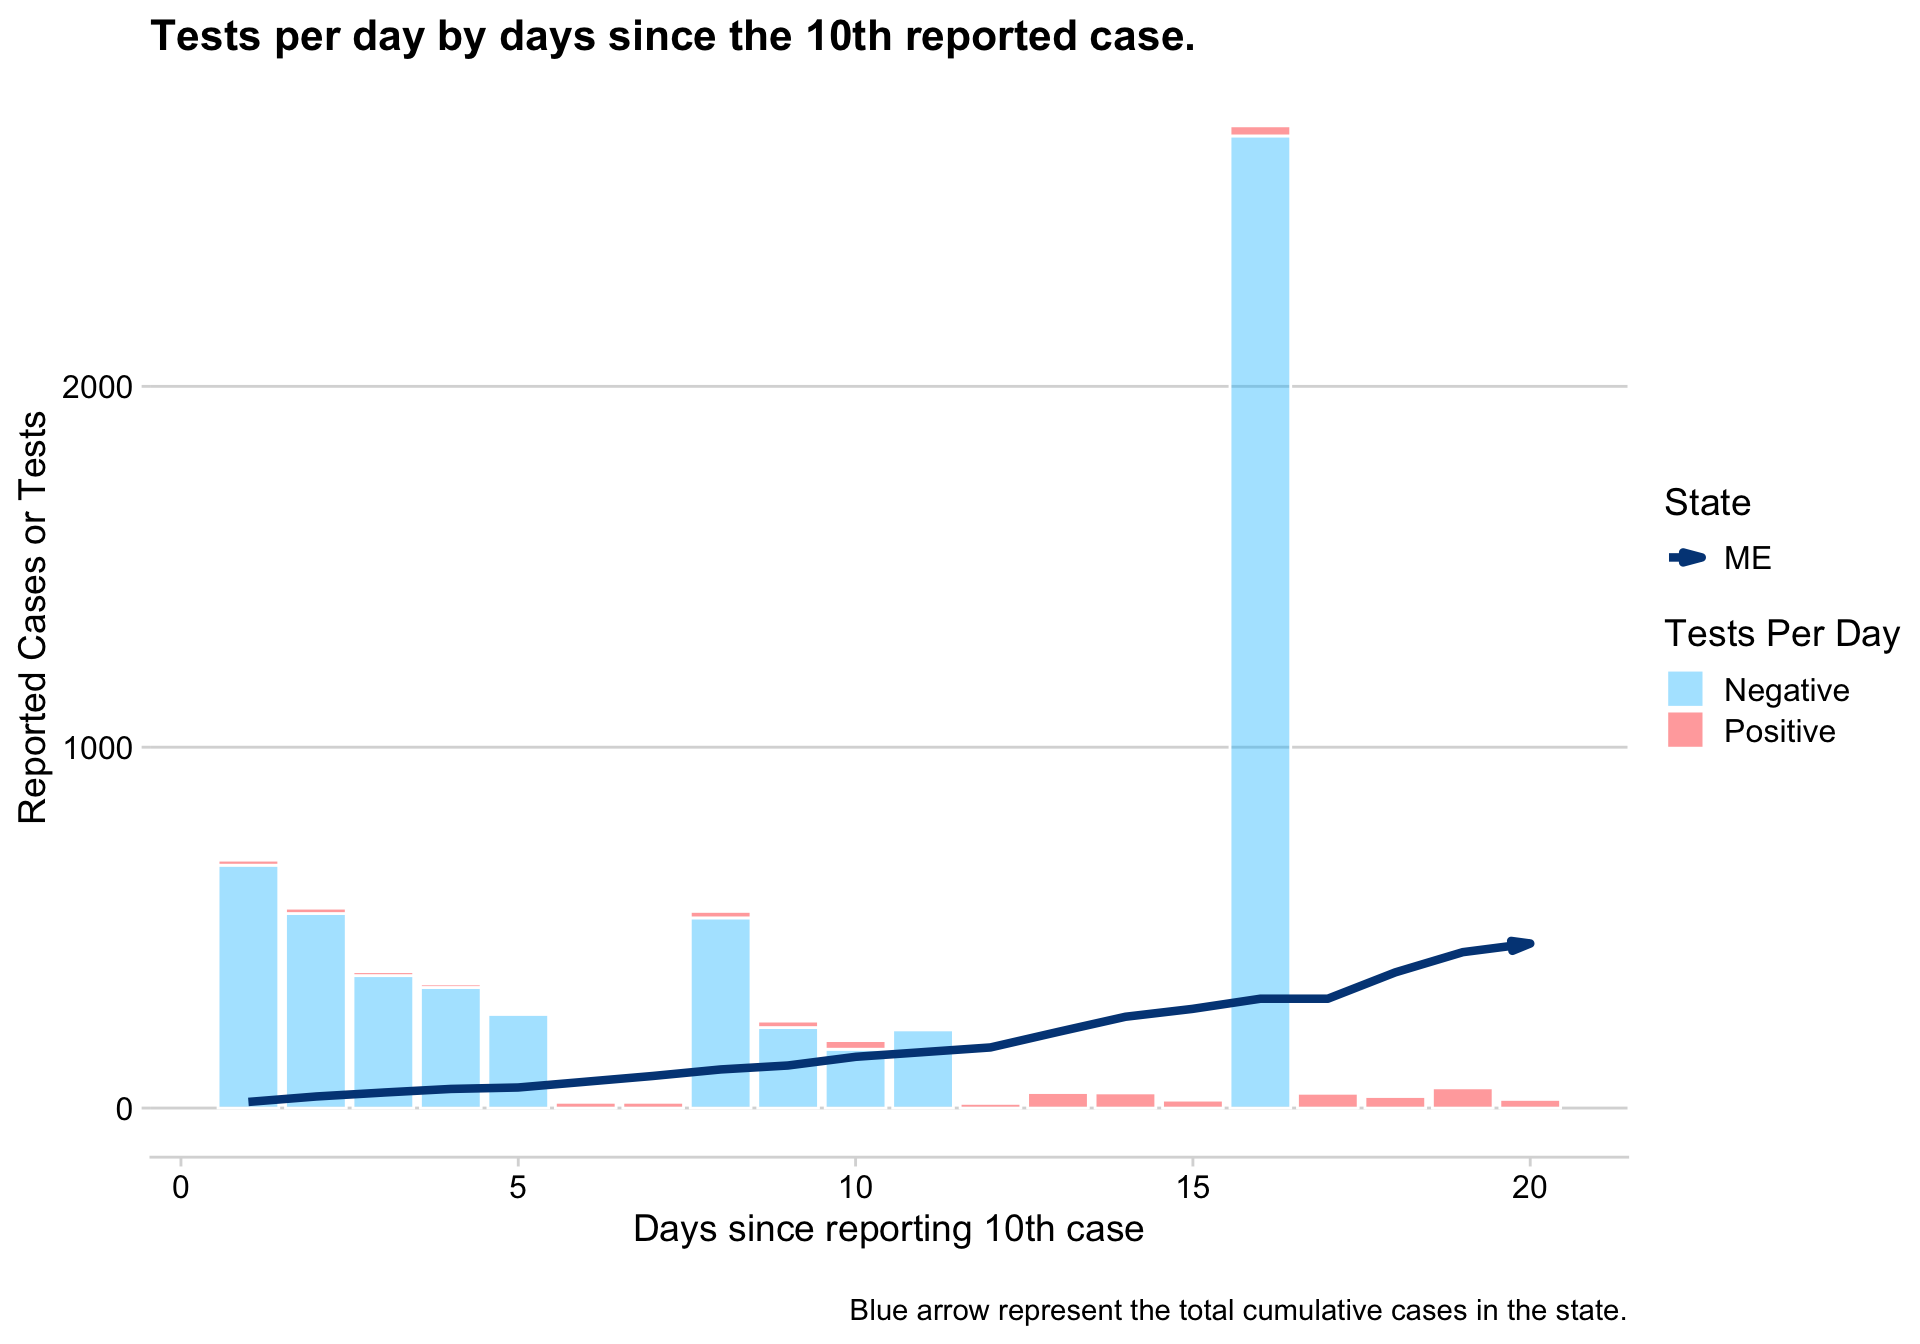 Tests per day by days since the 10th reported case.
Reported Cases or Tests
2000
1000
0
0
5
10
15
20
Days since reporting 10th case
State
ME
Tests Per Day
Negative
Positive
Blue arrow represent the total cumulative cases in the state.